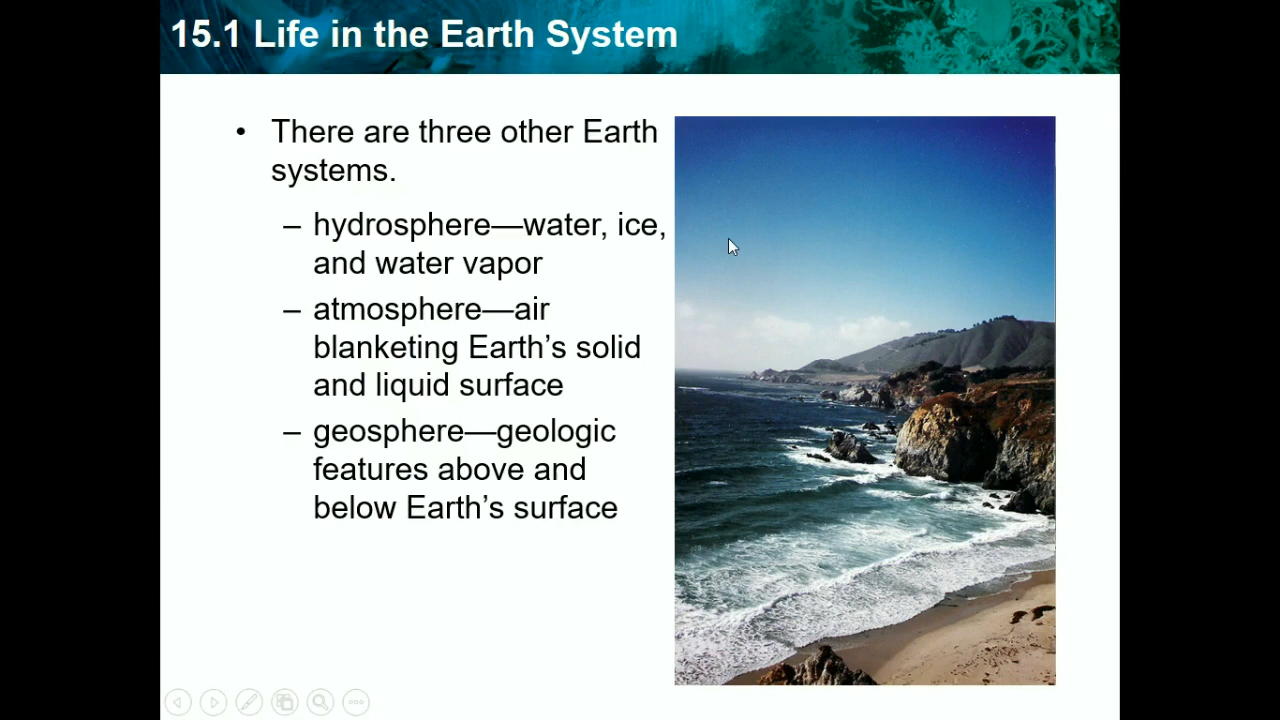 15.1 Life in the Earth System
• There are three other Earth
systems.
– hydrosphere—water, ice,
and water vapor
– atmosphere—air
blanketing Earth’s solid
and liquid surface
– geosphere—geologic
features above and
below Earth’s surface